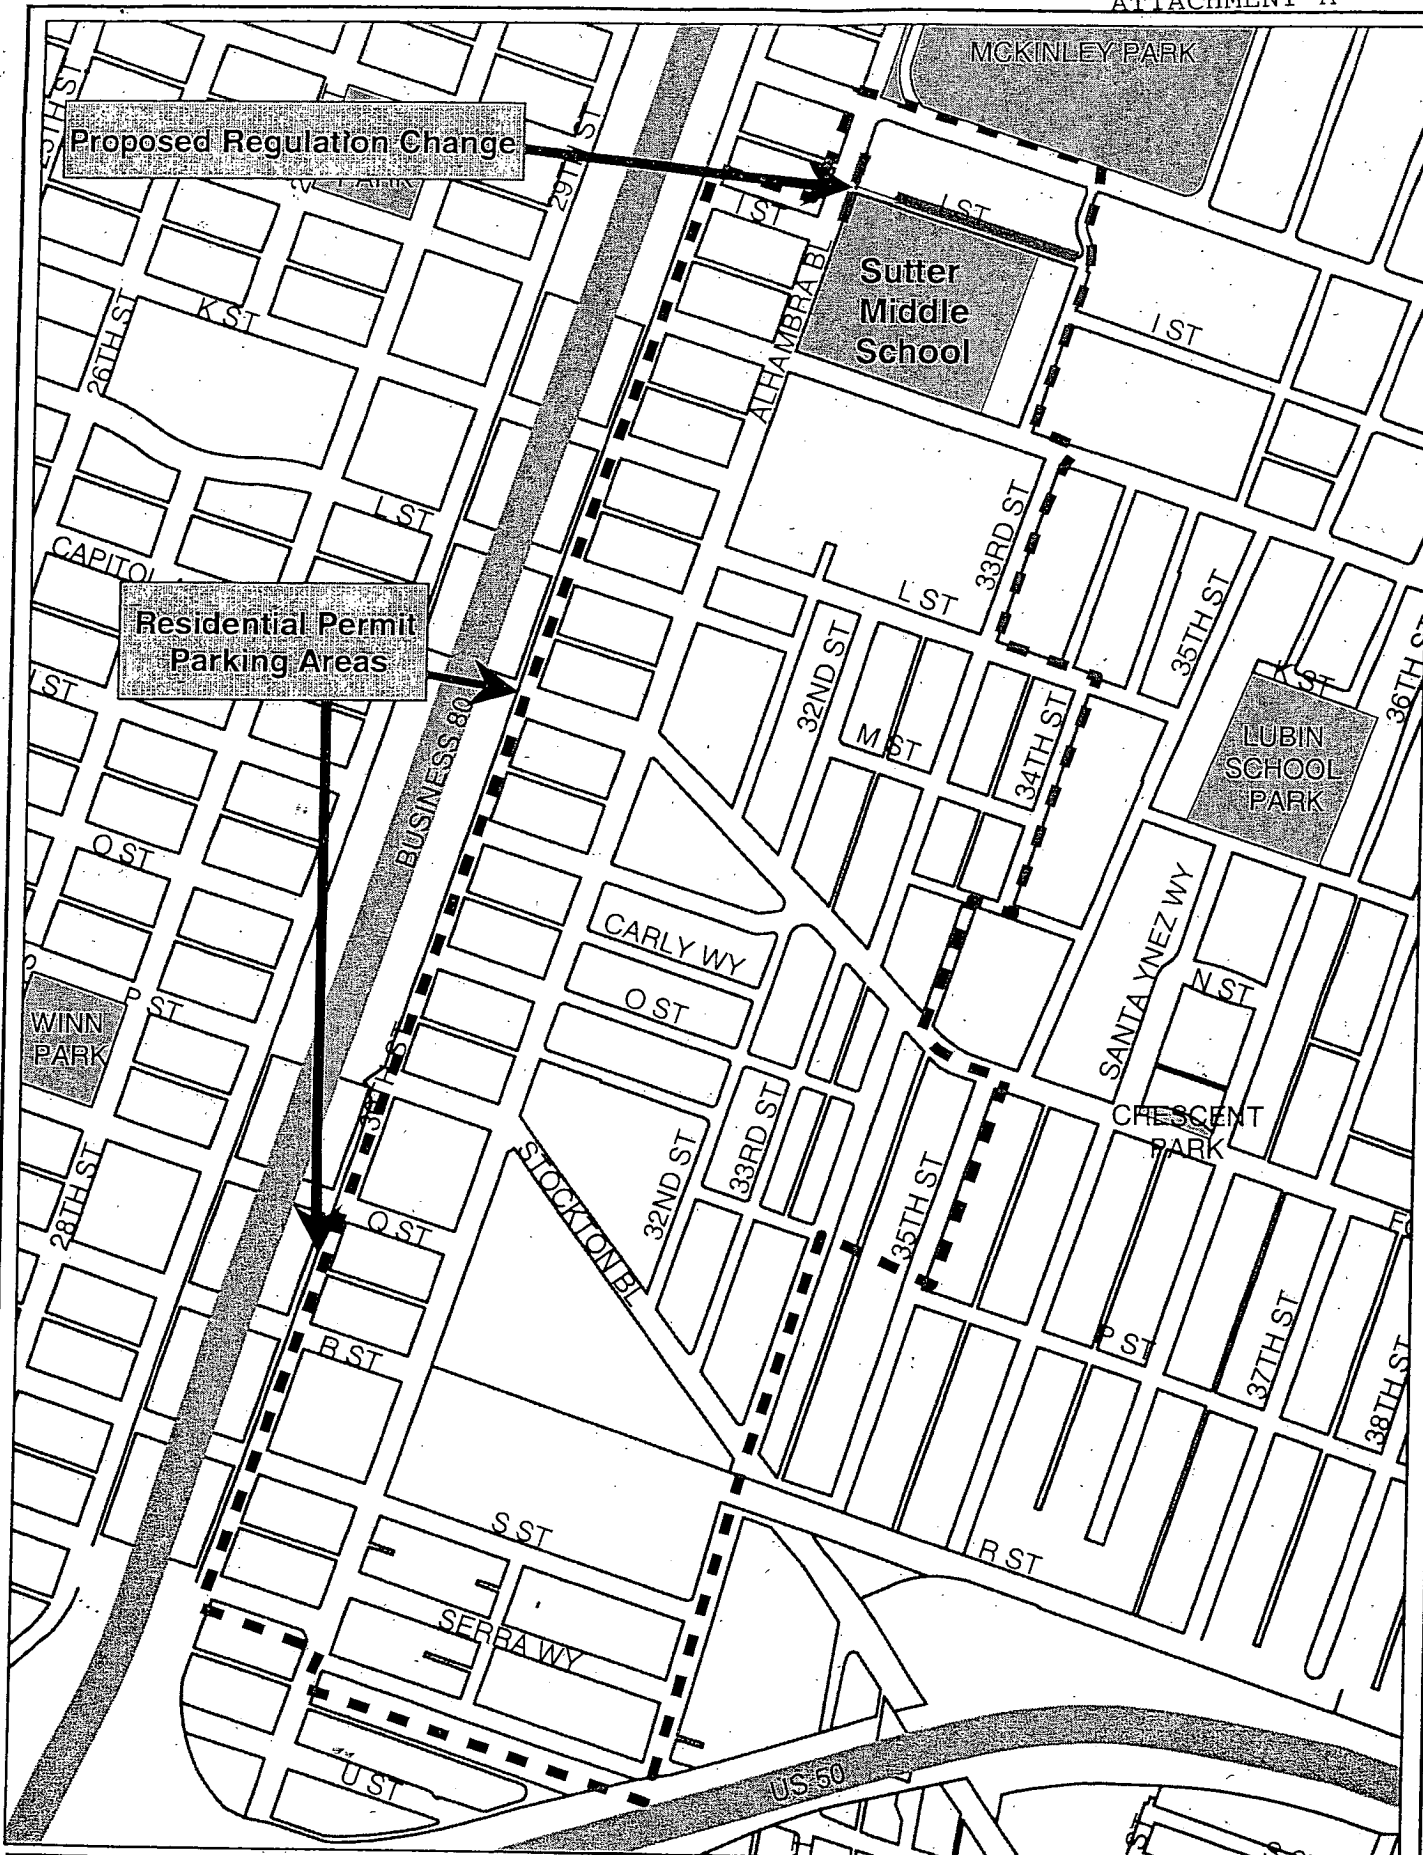 ATTACHMENT A
MCKINLEY PARK
Proposed Regulation Change
29TH ST
PARK
I ST
I ST
Sutter
Middle
School
ALHAMBRA BL
K ST
26TH ST
I ST
L ST
CAPITOL
33RD ST
L ST
35TH ST
Residential Permit
Parking Areas
32ND ST
K ST
36TH ST
M ST
34TH ST
LUBIN
SCHOOL
PARK
BUSINESS 80
O ST
CARLY WY
SANTA YNEZ WY
N ST
O ST
P ST
WINN
PARK
33RD ST
CRESCENT
PARK
STOCKTON BL
32ND ST
35TH ST
28TH ST
Q ST
R ST
P ST
37TH ST
38TH ST
S ST
R ST
SERRA WY
U ST
US 50